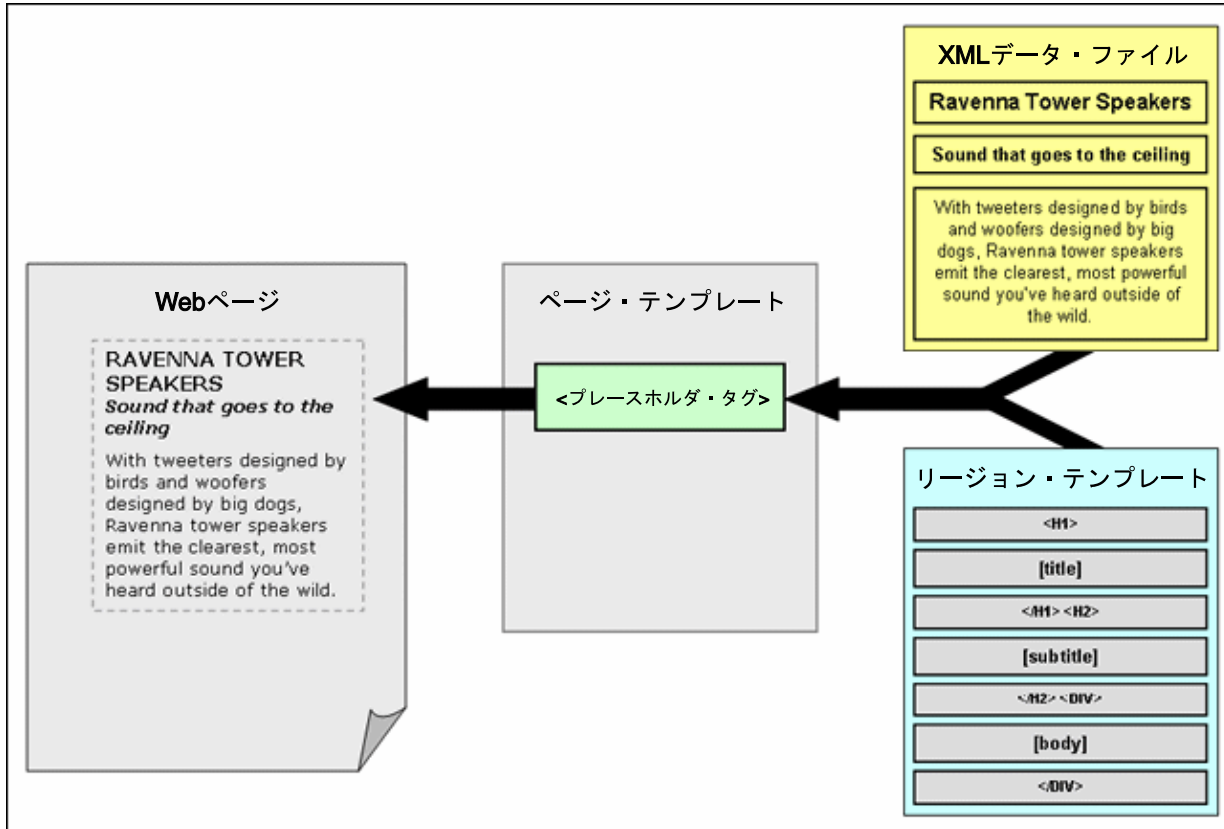 Webページ
RAVENNA TOWER
SPEAKERS
Sound that goes to the
ceiling
With tweeters designed by
birds and woofers
designed by big dogs,
Ravenna tower speakers
emit the clearest, most
powerful sound you've
heard outside of the wild.
ページ・テンプレート
<プレースホルダ・タグ>
XMLデータ・ファイル
Ravenna Tower Speakers
Sound that goes to the ceiling
With tweeters designed by birds
and woofers designed by big
dogs, Ravenna tower speakers
emit the clearest, most powerful
sound you've heard outside of
the wild.
リージョン・テンプレート
<H1>
[title]
</H1> <H2>
[subtitle]
</H2> <DIV>
[body]
</DIV>